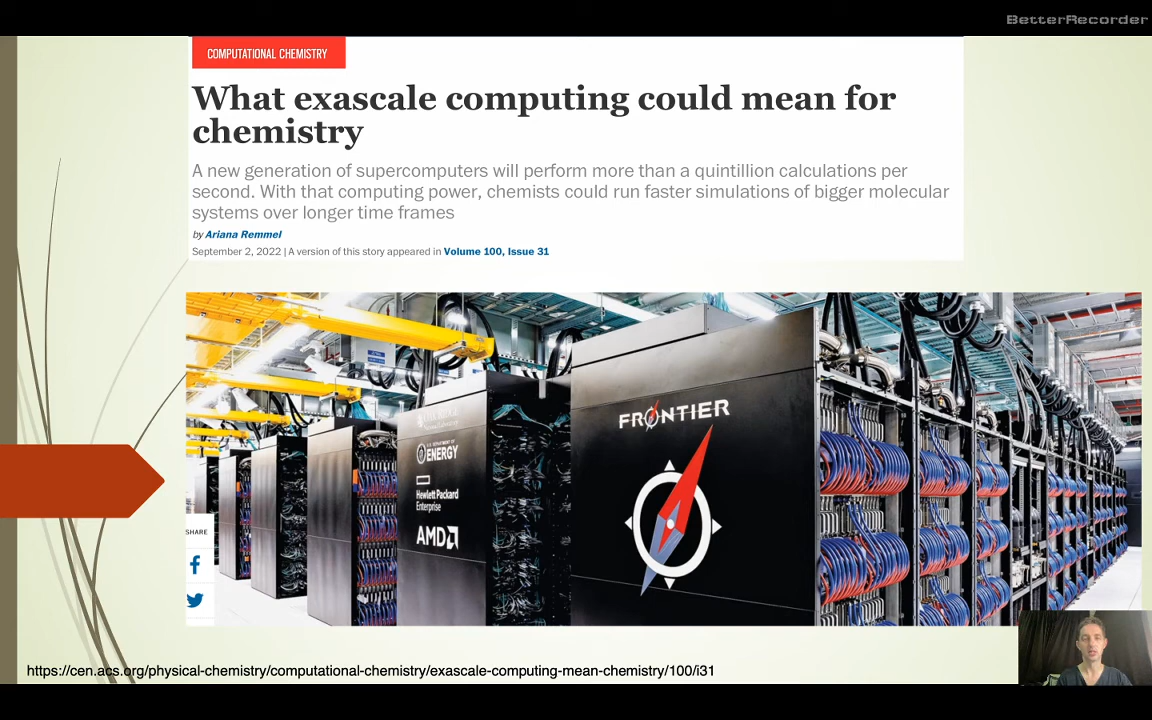 BetterRecorder
COMPUTATIONAL CHEMISTRY
What exascale computing could mean for
chemistry
A new generation of supercomputers will perform more than a quintillion calculations per
second. With that computing power, chemists could run faster simulations of bigger molecular
systems over longer time frames
by Ariana Remmel
September 2, 2022 | A version of this story appeared in Volume 100, Issue 31
FRONTIER
ENERGY
Hewlett Packard
Enterprise
AMD
SHARE
https://cen.acs.org/physical-chemistry/computational-chemistry/exascale-computing-mean-chemistry/100/i31